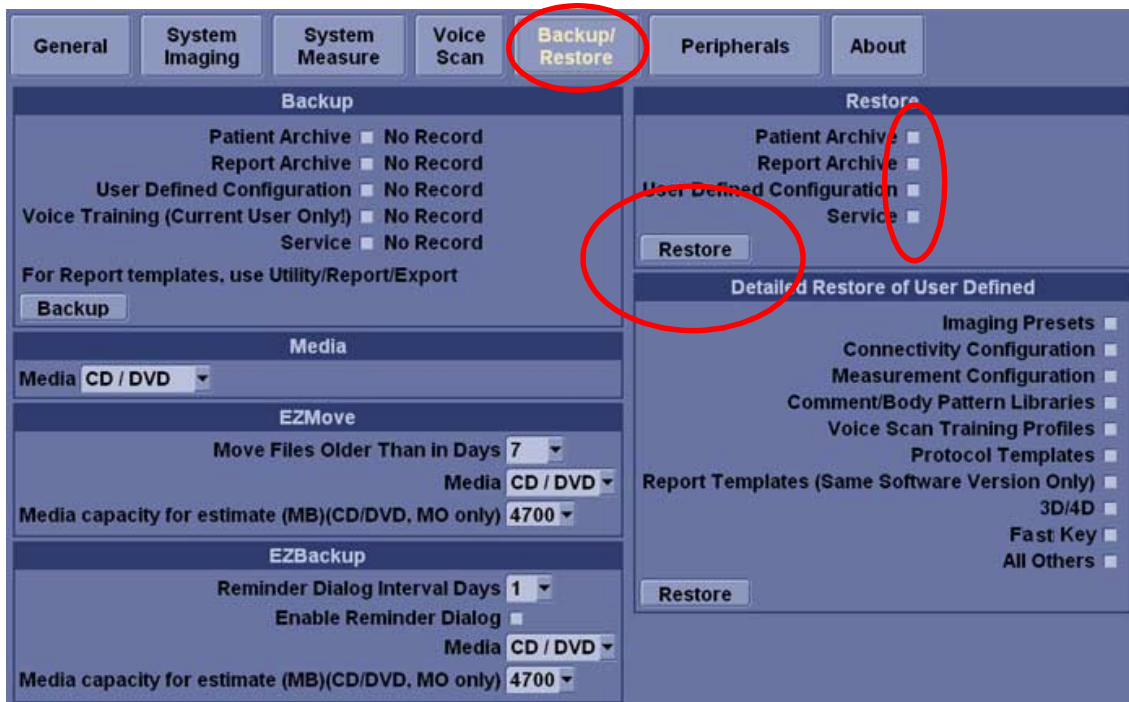 General
System
Imaging
System
Measure
Voice
Scan
Backup/
Restore
Peripherals
About
Backup
Patient Archive No Record
Report Archive No Record
User Defined Configuration No Record
Voice Training (Current User Only!) No Record
Service No Record
For Report templates, use Utility/Report/Export
Backup
Media
Media CD / DVD
EZMove
Move Files Older Than in Days 7
Media CD / DVD
Media capacity for estimate (MB)(CD/DVD, MO only) 4700
EZBackup
Reminder Dialog Interval Days 1
Enable Reminder Dialog
Media CD / DVD
Media capacity for estimate (MB)(CD/DVD, MO only) 4700
Restore
Patient Archive
Report Archive
User Defined Configuration
Service
Restore
Detailed Restore of User Defined
Imaging Presets
Connectivity Configuration
Measurement Configuration
Comment/Body Pattern Libraries
Voice Scan Training Profiles
Protocol Templates
Report Templates (Same Software Version Only)
3D/4D
Fast Key
All Others
Restore